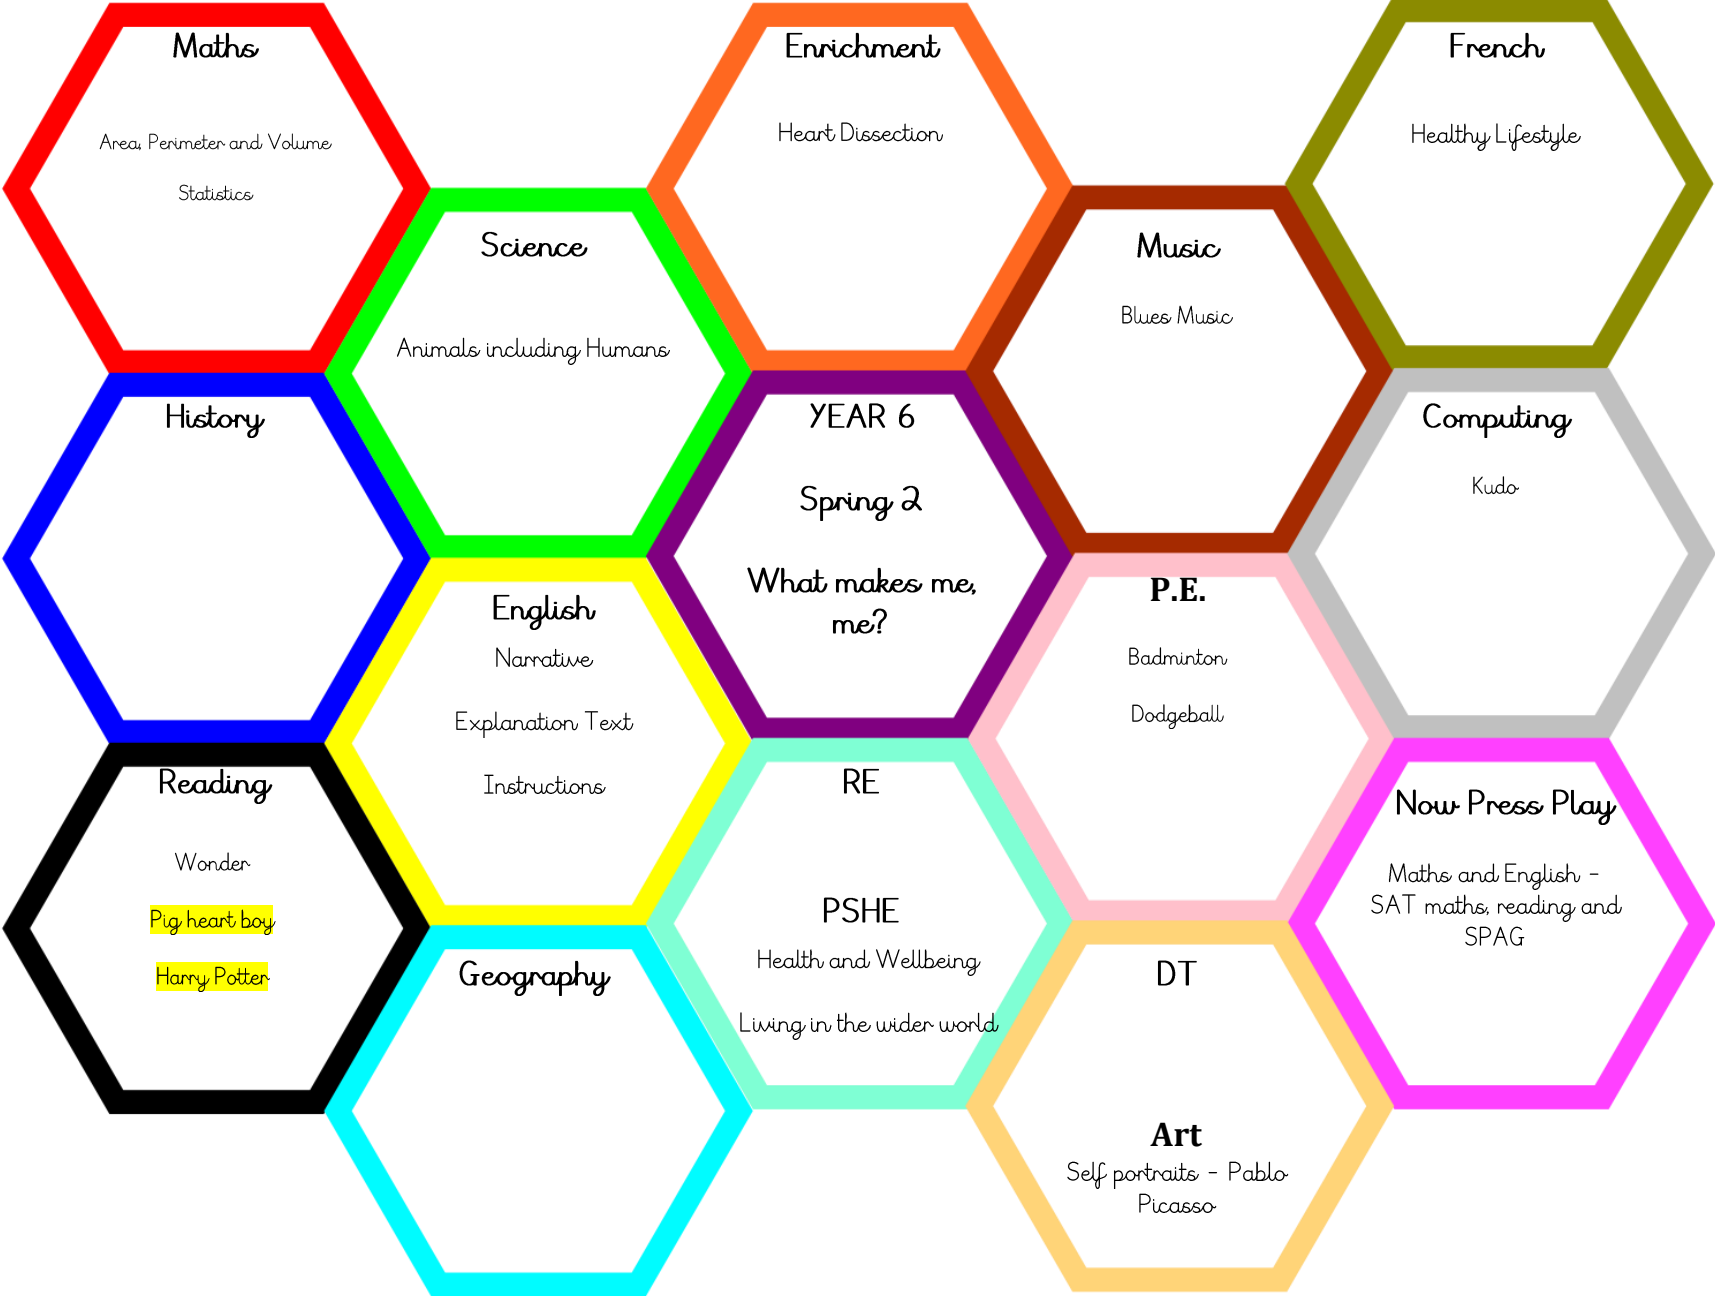 Maths
Area, Perimeter and Volume
Statistics
Enrichment
Heart Dissection
French
Healthy Lifestyle
Science
Animals including Humans
Music
Blues Music
History
YEAR 6
Spring 2
What makes me,
me?
Computing
Kudo
English
Narrative
Explanation Text
Instructions
P.E.
Badminton
Dodgeball
Reading
Wonder
Pig heart boy
Harry Potter
RE
PSHE
Health and Wellbeing
Living in the wider world
Now Press Play
Maths and English -
SAT maths, reading and
SPAG
Geography
DT
Art
Self portraits - Pablo
Picasso